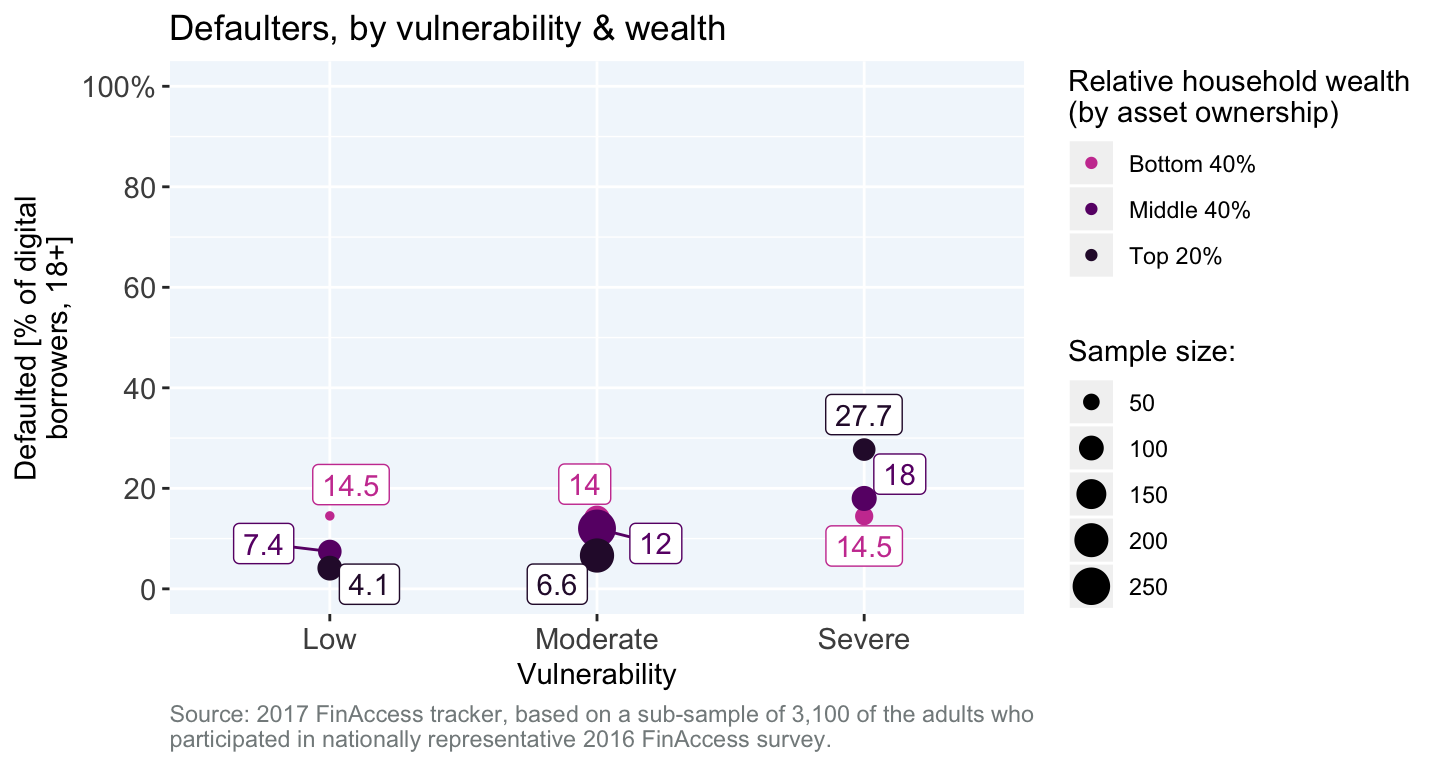 Defaulters, by vulnerability & wealth
Defaulted [% of digital
borrowers, 18+]
100%
80
60
40
20
0
14.5
7.4
4.1
14
12
6.6
27.7
18
14.5
Low
Moderate
Severe
Vulnerability
Relative household wealth
(by asset ownership)
Bottom 40%
Middle 40%
Top 20%
Sample size:
50
100
150
200
250
Source: 2017 FinAccess tracker, based on a sub-sample of 3,100 of the adults who
participated in nationally representative 2016 FinAccess survey.